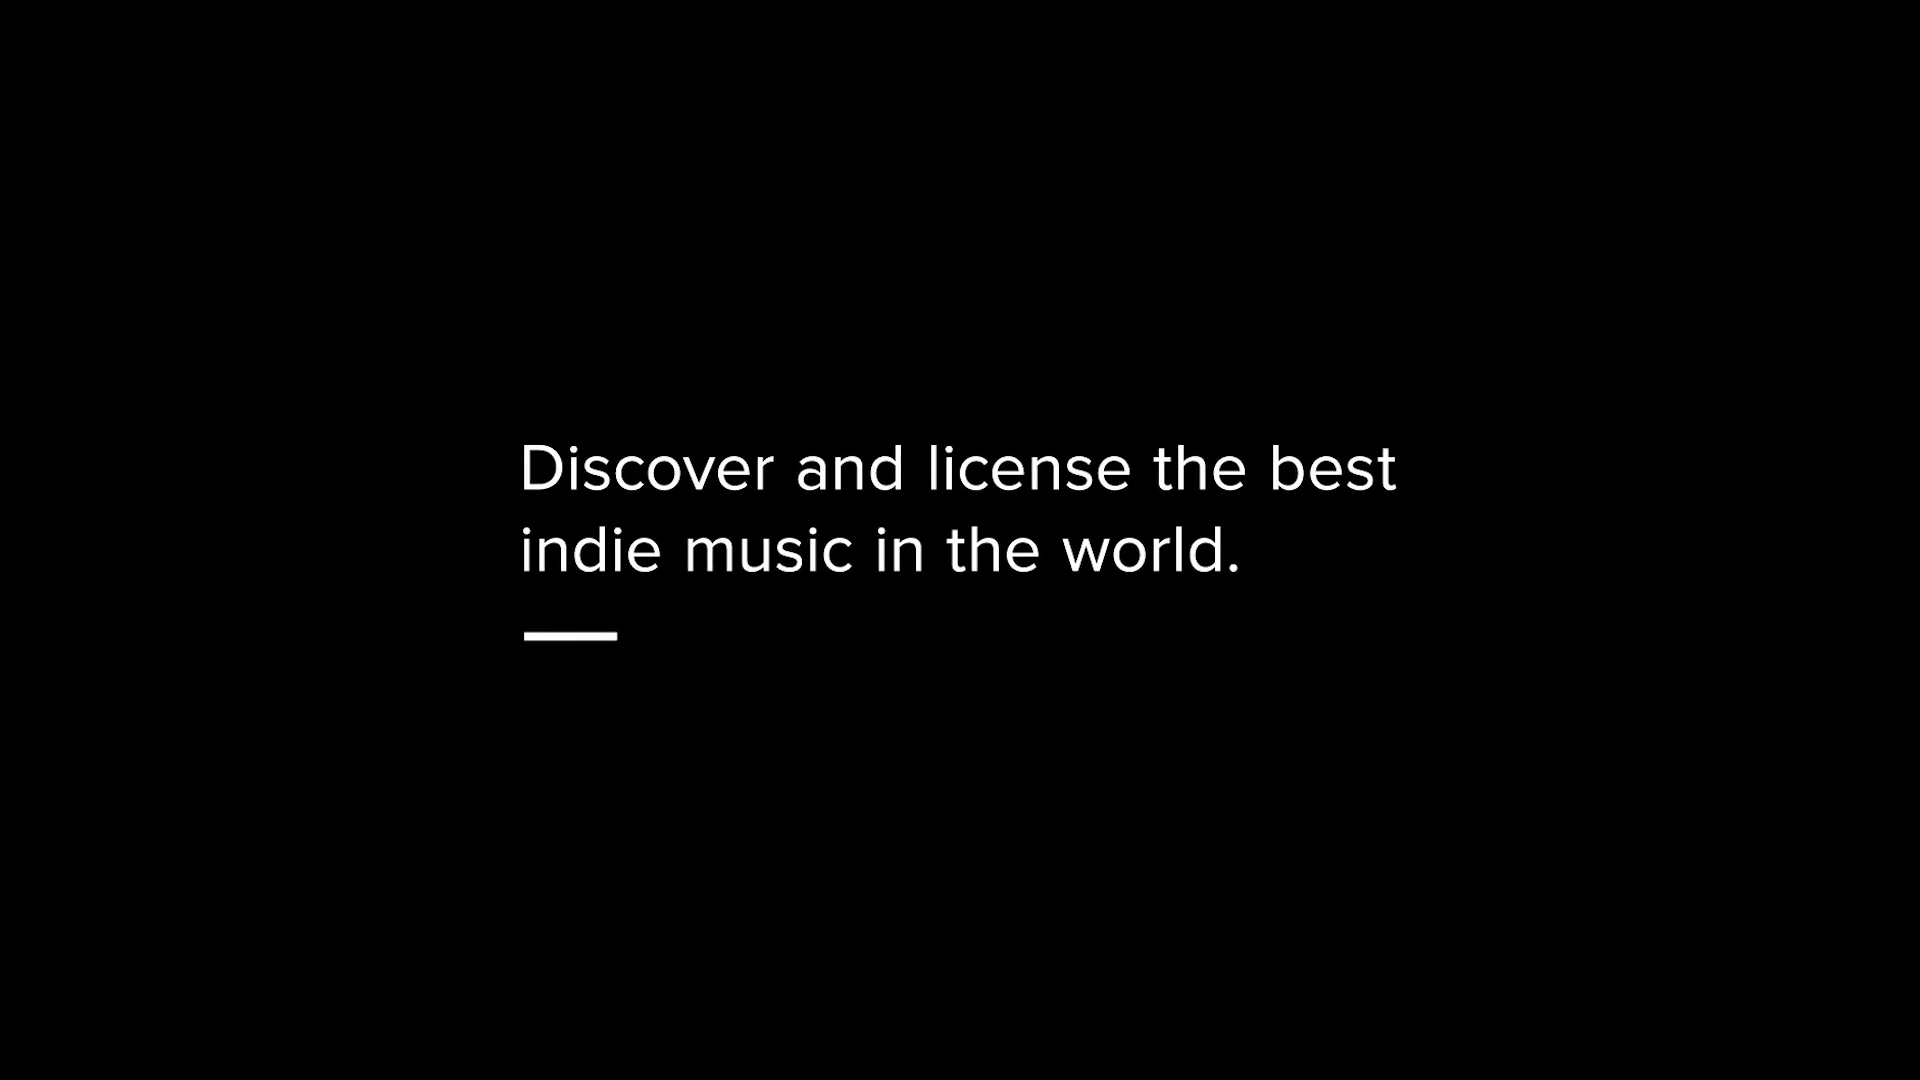 Discover and license the best
indie music in the world.